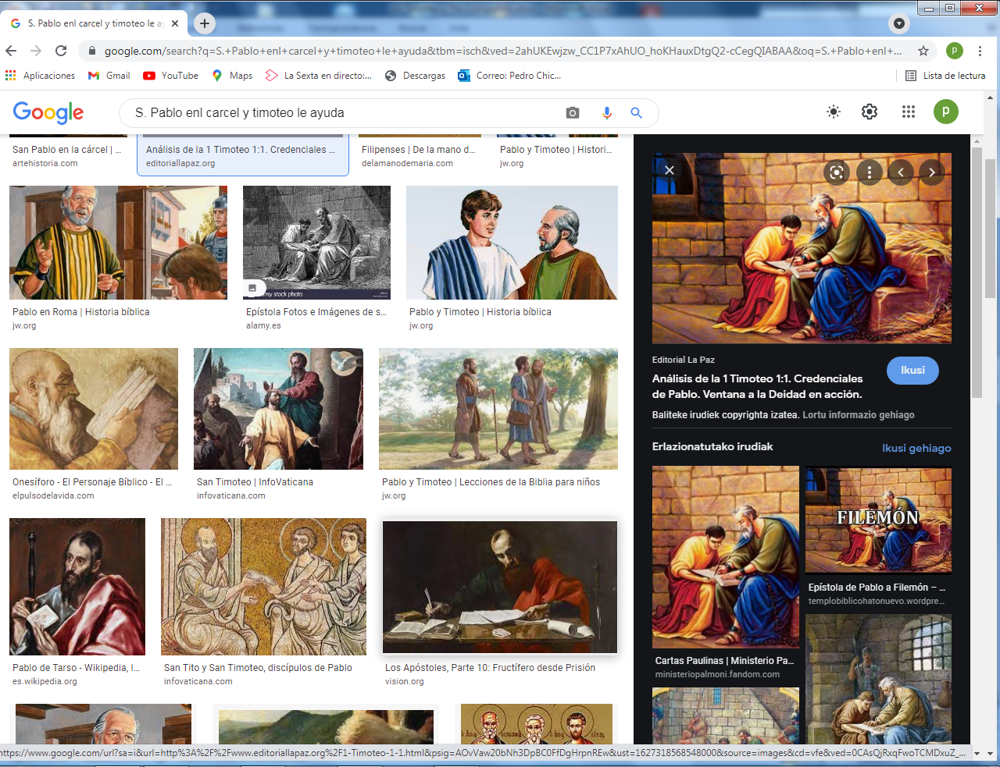 S. Pablo enl carcel y timoteo le ay
google.com/search?q=S.+Pablo+enl+carcel+y+timoteo+le+ayuda&tbm=isch&ved=2ahUKEwjzw_CC1P7xAhUO_hoKHauxDtgQ2-cCegQIABAA&oq=S.+Pablo+enl+...
p
Aplicaciones
Gmail
YouTube
Maps
La Sexta en directo:...
Descargas
Correo: Pedro Chic...
Lista de lectura
Google
S. Pablo enl carcel y timoteo le ayuda
p
San Pablo en la cárcel | ...
artehistoria.com
Análisis de la 1 Timoteo 1:1. Credenciales ...
editoriallapaz.org
Filipenses | De la mano d...
delamanodemaria.com
Pablo y Timoteo | Histori...
jw.org
Pablo en Roma | Historia bíblica
jw.org
stock photo
Epístola Fotos e Imágenes de s...
alamy.es
Pablo y Timoteo | Historia bíblica
jw.org
Onesíforo - El Personaje Bíblico - El ...
elpulsodelavida.com
San Timoteo | InfoVaticana
infovaticana.com
Pablo y Timoteo | Lecciones de la Biblia para niños
jw.org
Pablo de Tarso - Wikipedia, l...
es.wikipedia.org
San Tito y San Timoteo, discípulos de Pablo
infovaticana.com
Los Apóstoles, Parte 10: Fructífero desde Prisión
vision.org
Editorial La Paz
Análisis de la 1 Timoteo 1:1. Credenciales
de Pablo. Ventana a la Deidad en acción.
Ikusi
Baliteke irudiek copyrighta izatea. Lortu informazio gehiago
Erlazionatutako irudiak
Ikusi gehiago
FILEMÓN
Epístola de Pablo a Filemón – ...
templobiblicohatonuevo.wordpre...
Cartas Paulinas | Ministerio Pa...
ministeriopalmoni.fandom.com
https://www.google.com/url?sa=i&url=http%3A%2F%2Fwww.editoriallapaz.org%2F1-Timoteo-1-1.html&psig=AOvVaw20bNh3DpBC0FfDgHrpnREw&ust=1627318568548000&source=images&cd=vfe&ved=0CAsQjRxqFwoTCMDxuZ_...